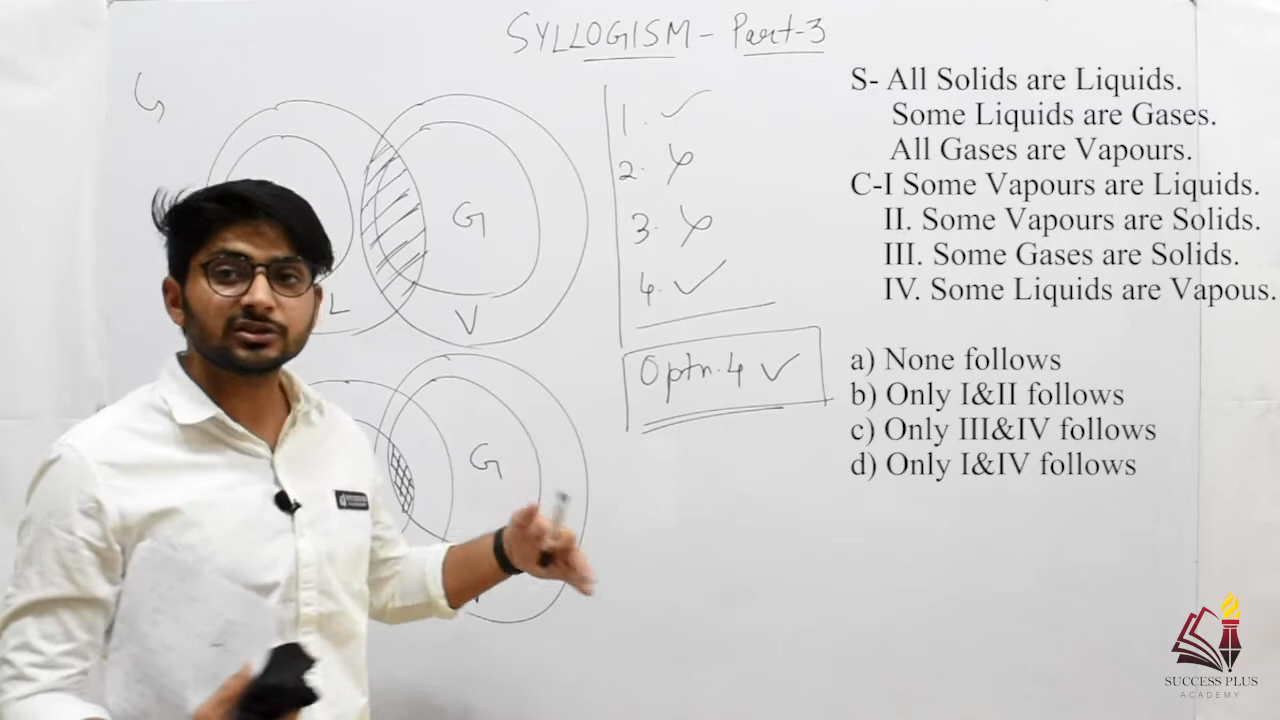 SYLLOGISM - Part-3
1. ✓
2. ✗
3. ✗
4. ✓
Optn. 4 ✓
G
L
V
G
S- All Solids are Liquids.
Some Liquids are Gases.
All Gases are Vapours.
C-I Some Vapours are Liquids.
II. Some Vapours are Solids.
III. Some Gases are Solids.
IV. Some Liquids are Vapous.
a) None follows
b) Only I&II follows
c) Only III&IV follows
d) Only I&IV follows
SUCCESS PLUS
ACADEMY